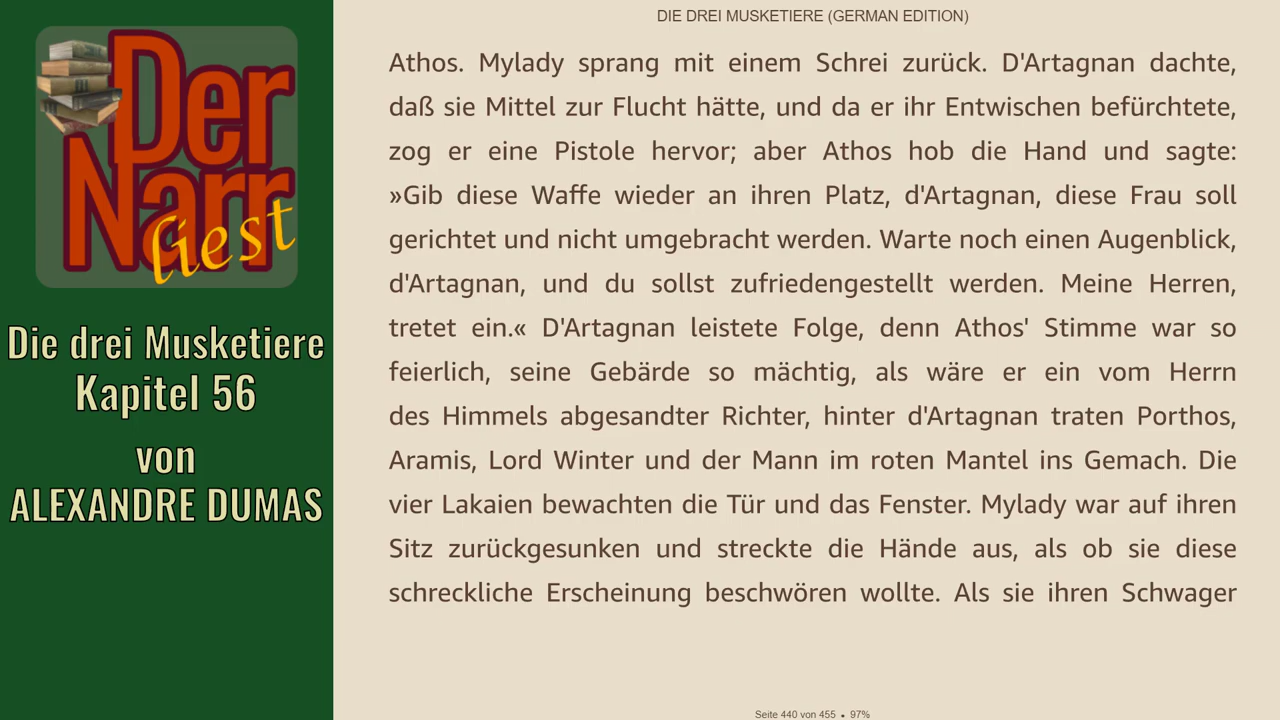 Der
Narr
liest
Die drei Musketiere
Kapitel 56
von
ALEXANDRE DUMAS
DIE DREI MUSKETIERE (GERMAN EDITION)
Athos. Mylady sprang mit einem Schrei zurück. D'Artagnan dachte,
daß sie Mittel zur Flucht hätte, und da er ihr Entwischen befürchtete,
zog er eine Pistole hervor; aber Athos hob die Hand und sagte:
»Gib diese Waffe wieder an ihren Platz, d'Artagnan, diese Frau soll
gerichtet und nicht umgebracht werden. Warte noch einen Augenblick,
d'Artagnan, und du sollst zufriedengestellt werden. Meine Herren,
tretet ein.« D'Artagnan leistete Folge, denn Athos' Stimme war so
feierlich, seine Gebärde so mächtig, als wäre er ein vom Herrn
des Himmels abgesandter Richter, hinter d'Artagnan traten Porthos,
Aramis, Lord Winter und der Mann im roten Mantel ins Gemach. Die
vier Lakaien bewachten die Tür und das Fenster. Mylady war auf ihren
Sitz zurückgesunken und streckte die Hände aus, als ob sie diese
schreckliche Erscheinung beschwören wollte. Als sie ihren Schwager
Seite 440 von 455 • 97%